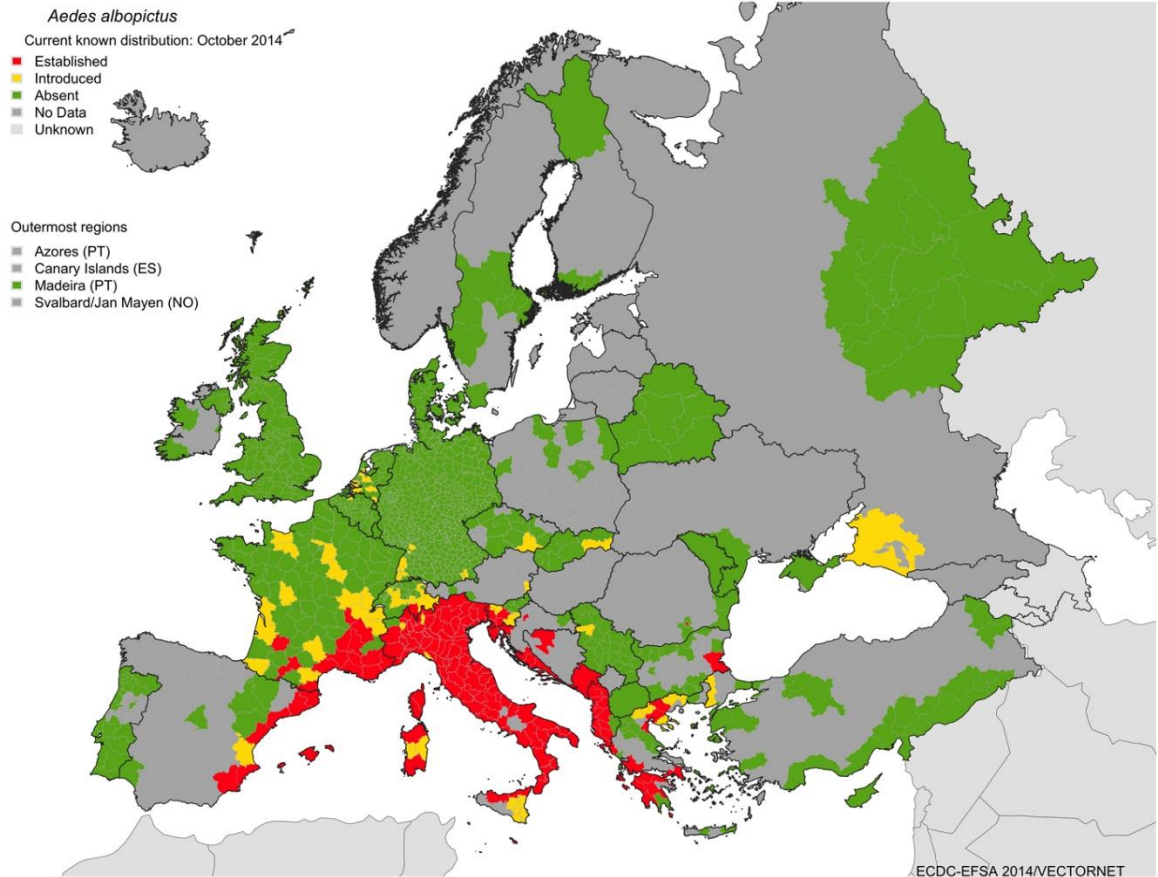 Aedes albopictus
Current known distribution: October 2014
Established
Introduced
Absent
No Data
Unknown
Outermost regions
Azores (PT)
Canary Islands (ES)
Madeira (PT)
Svalbard/Jan Mayen (NO)
ECDC-EFSA 2014/VECTORNET